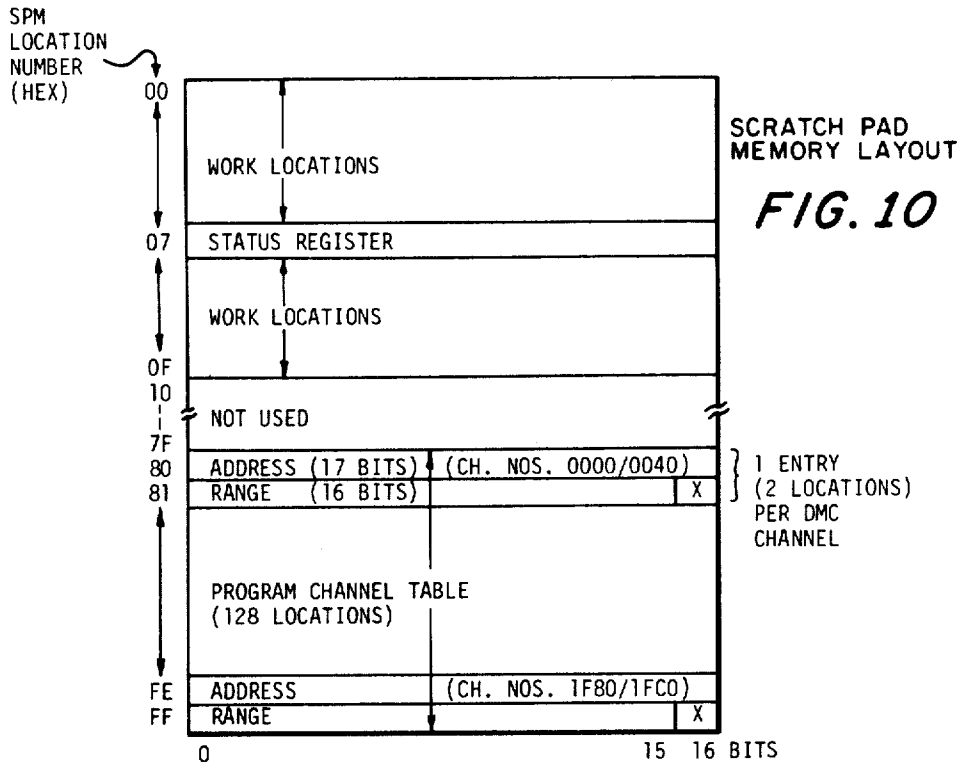 SPM
LOCATION
NUMBER
(HEX)
00
WORK LOCATIONS
SCRATCH PAD
MEMORY LAYOUT
FIG. 10
07 STATUS REGISTER
WORK LOCATIONS
0F
10
NOT USED
7F
80 ADDRESS (17 BITS) (CH. NOS. 0000/0040)
81 RANGE (16 BITS) X
1 ENTRY
(2 LOCATIONS)
PER DMC
CHANNEL
PROGRAM CHANNEL TABLE
(128 LOCATIONS)
FE ADDRESS (CH. NOS. 1F80/1FC0)
FF RANGE X
0 15 16 BITS